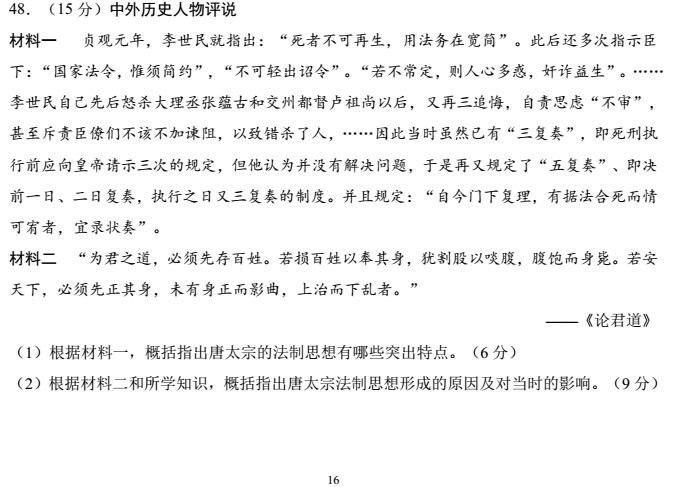 48．（15 分）中外历史人物评说
材料一　贞观元年，李世民就指出：“死者不可再生，用法务在宽简”。此后还多次指示臣
下：“国家法令，惟须简约”，“不可轻出诏令”。“若不常定，则人心多惑，奸诈益生”。……
李世民自己先后怒杀大理丞张蕴古和交州都督卢祖尚以后，又再三追悔，自责思虑“不审”，
甚至斥责臣僚们不该不加谏阻，以致错杀了人，……因此当时虽然已有“三复奏”，即死刑执
行前应向皇帝请示三次的规定，但他认为并没有解决问题，于是再又规定了“五复奏”、即决
前一日、二日复奏，执行之日又三复奏的制度。并且规定：“自今门下复理，有据法合死而情
可宥者，宜录状奏”。
材料二　“为君之道，必须先存百姓。若损百姓以奉其身，犹割股以啖腹，腹饱而身毙。若安
天下，必须先正其身，未有身正而影曲，上治而下乱者。”
——《论君道》
（1）根据材料一，概括指出唐太宗的法制思想有哪些突出特点。（6 分）
（2）根据材料二和所学知识，概括指出唐太宗法制思想形成的原因及对当时的影响。（9 分）
16